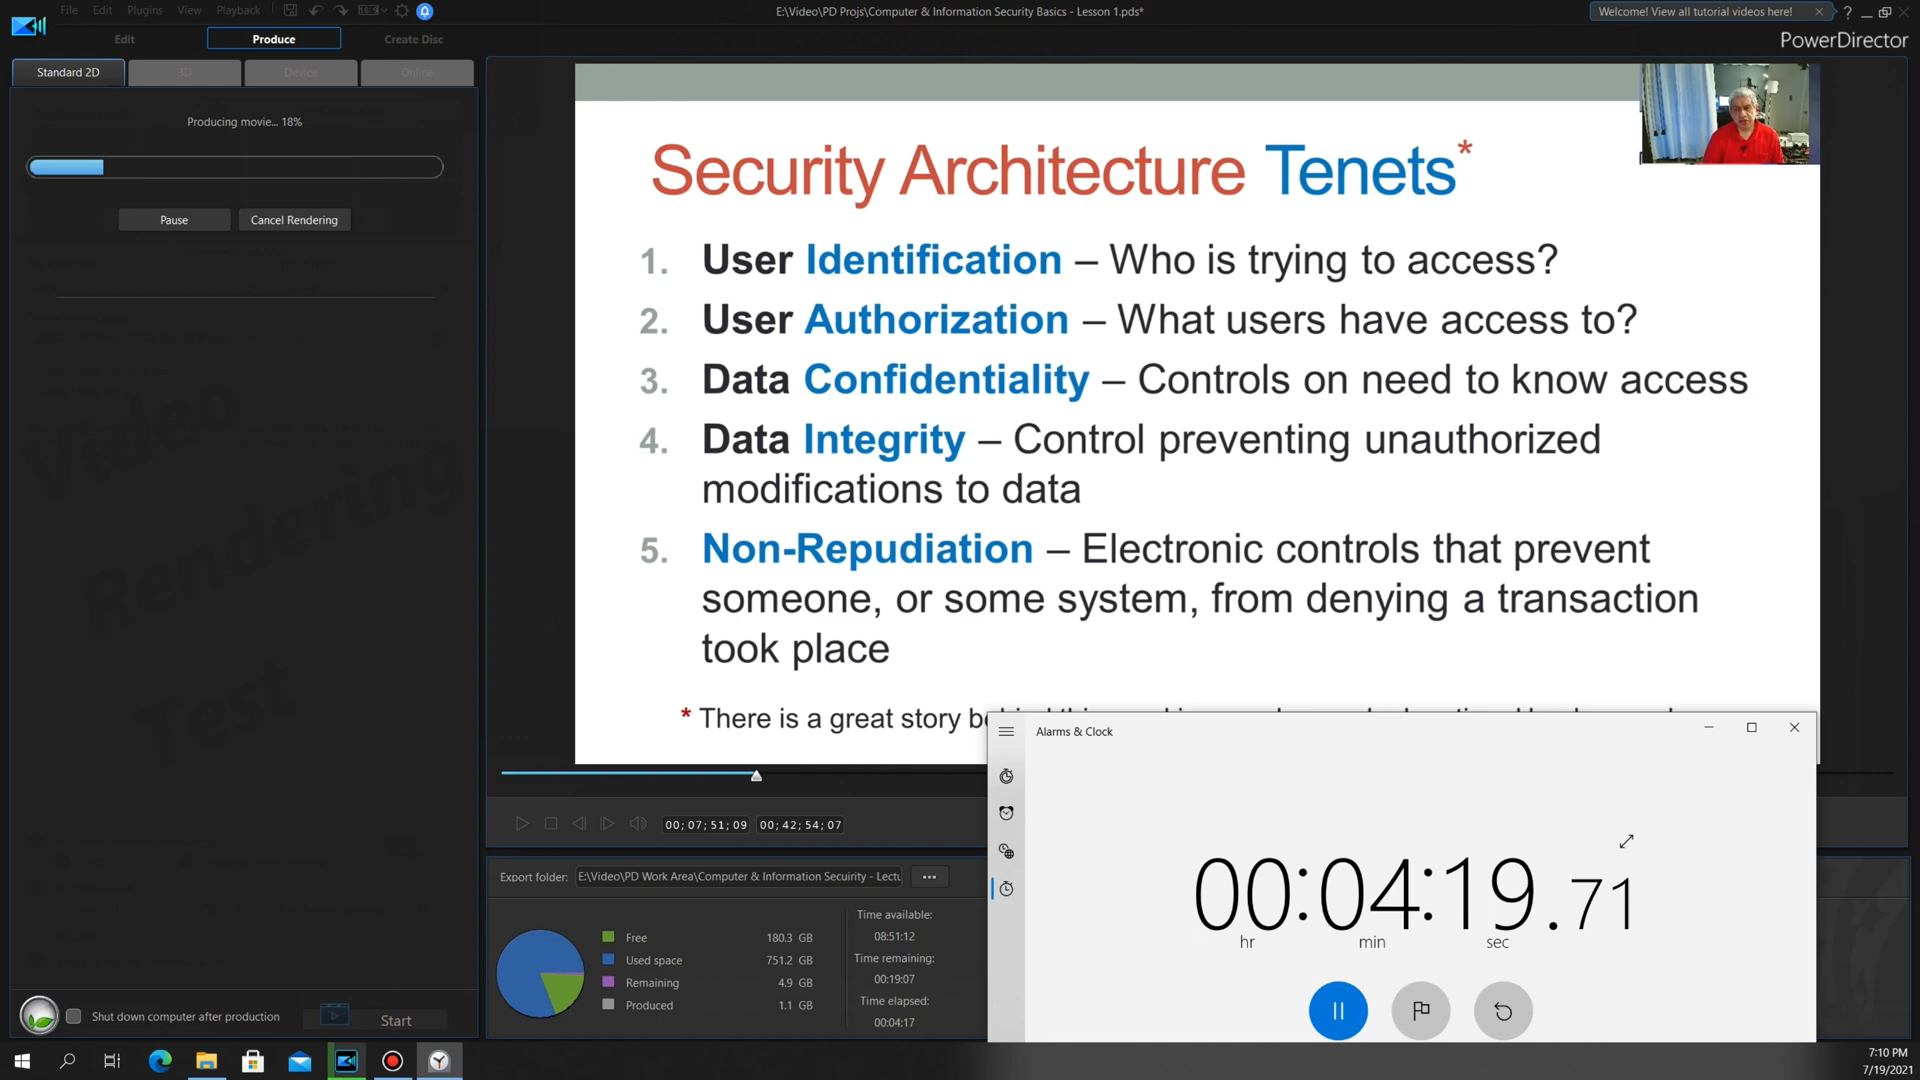 File Edit Plugins View Playback
E:\Video\PD Projs\Computer & Information Security Basics - Lesson 1.pds*
Welcome! View all tutorial videos here!
?
Edit Produce Create Disc
PowerDirector
Standard 2D 3D Device Online
Producing movie... 18%
Pause Cancel Rendering
Video
Rendering
Test
Security Architecture Tenets*
1. User Identification – Who is trying to access?
2. User Authorization – What users have access to?
3. Data Confidentiality – Controls on need to know access
4. Data Integrity – Control preventing unauthorized
modifications to data
5. Non-Repudiation – Electronic controls that prevent
someone, or some system, from denying a transaction
took place
* There is a great story
00;07;51;09 00;42;54;07
Export folder: E:\Video\PD Work Area\Computer & Information Secuirity - Lectu
Free 180.3 GB
Used space 751.2 GB
Remaining 4.9 GB
Produced 1.1 GB
Time available:
08:51:12
Time remaining:
00:19:07
Time elapsed:
00:04:17
Shut down computer after production
Start
Alarms & Clock
00:04:19.71
hr min sec
7:10 PM
7/19/2021